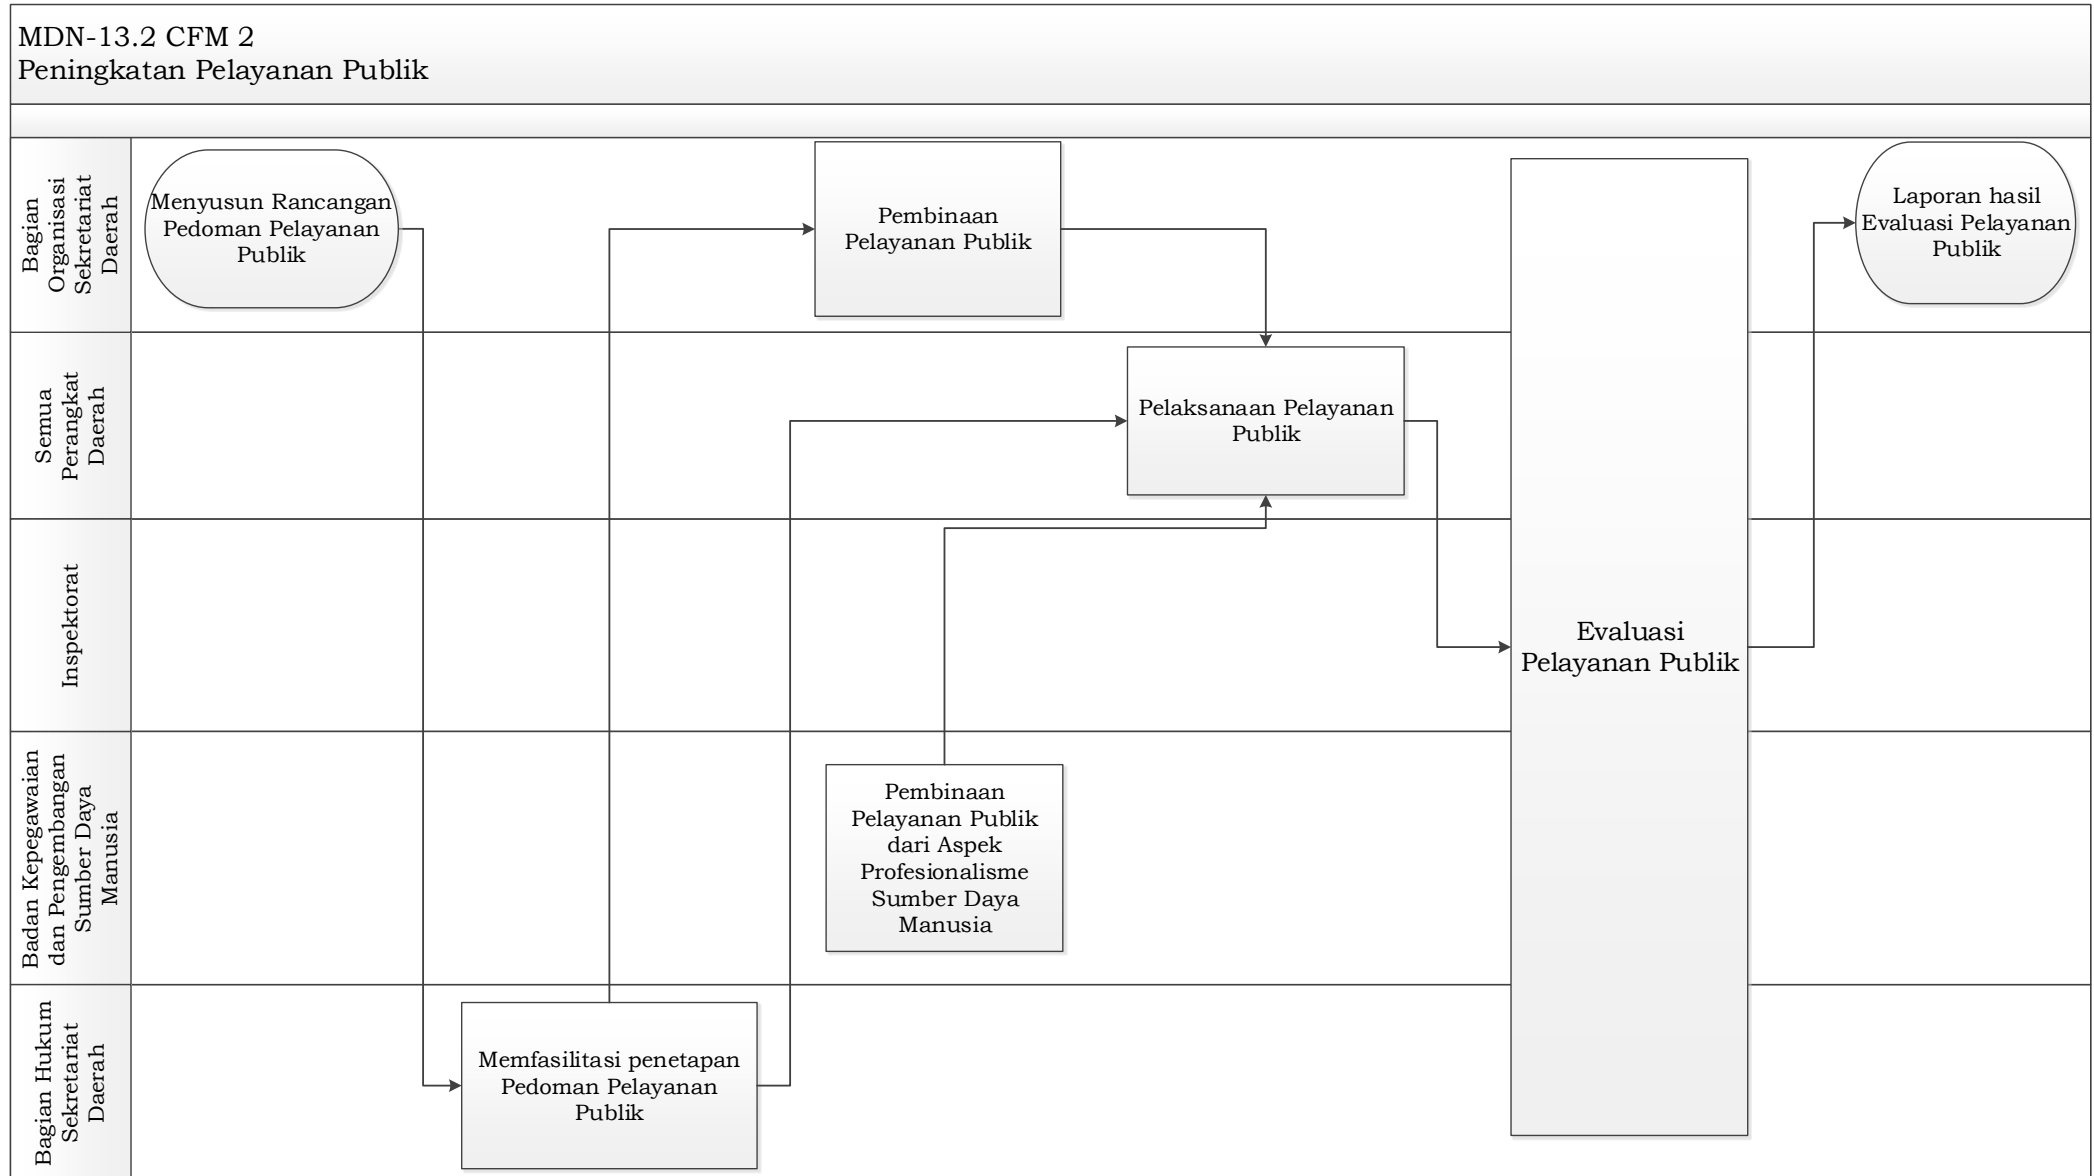 MDN-13.2 CFM 2
Peningkatan Pelayanan Publik
Bagian
Organisasi
Sekretariat
Daerah
Menyusun Rancangan
Pedoman Pelayanan
Publik
Pembinaan
Pelayanan Publik
Laporan hasil
Evaluasi Pelayanan
Publik
Semua
Perangkat
Daerah
Pelaksanaan Pelayanan
Publik
Inspektorat
Evaluasi
Pelayanan Publik
Badan Kepegawaian
dan Pengembangan
Sumber Daya
Manusia
Pembinaan
Pelayanan Publik
dari Aspek
Profesionalisme
Sumber Daya
Manusia
Bagian Hukum
Sekretariat
Daerah
Memfasilitasi penetapan
Pedoman Pelayanan
Publik